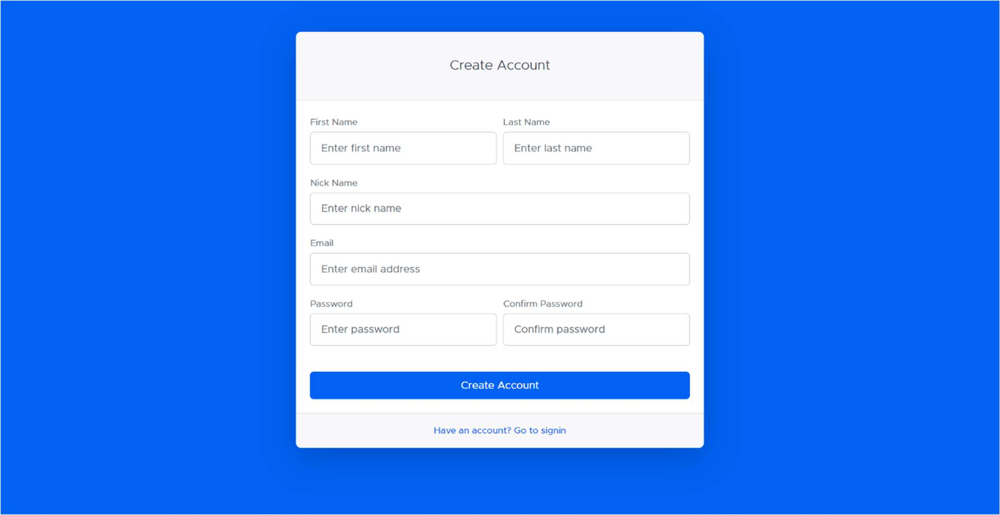 Create Account
First Name
Last Name
Enter first name
Enter last name
Nick Name
Enter nick name
Email
Enter email address
Password
Confirm Password
Enter password
Confirm password
Create Account
Have an account? Go to signin